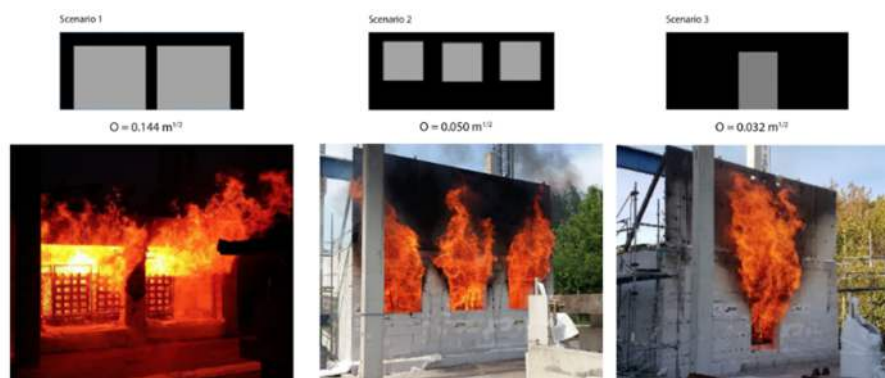 Scenario 1
Scenario 2
Scenario 3
O = 0.144 m¹/²
O = 0.050 m¹/²
O = 0.032 m¹/²